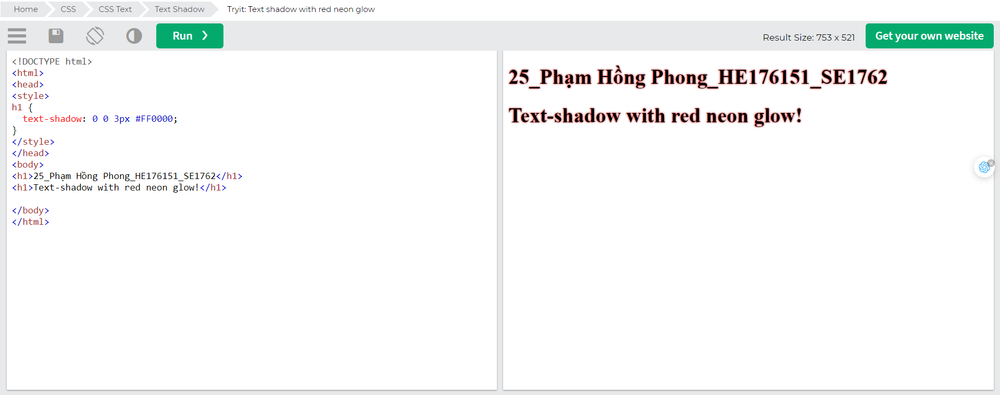 Home CSS CSS Text Text Shadow Tryit: Text shadow with red neon glow
Run ❯ Result Size: 753 x 521 Get your own website
<!DOCTYPE html>
<html>
<head>
<style>
h1 {
  text-shadow: 0 0 3px #FF0000;
}
</style>
</head>
<body>
<h1>25_Phạm Hồng Phong_HE176151_SE1762</h1>
<h1>Text-shadow with red neon glow!</h1>
</body>
</html>
25_Phạm Hồng Phong_HE176151_SE1762
Text-shadow with red neon glow!